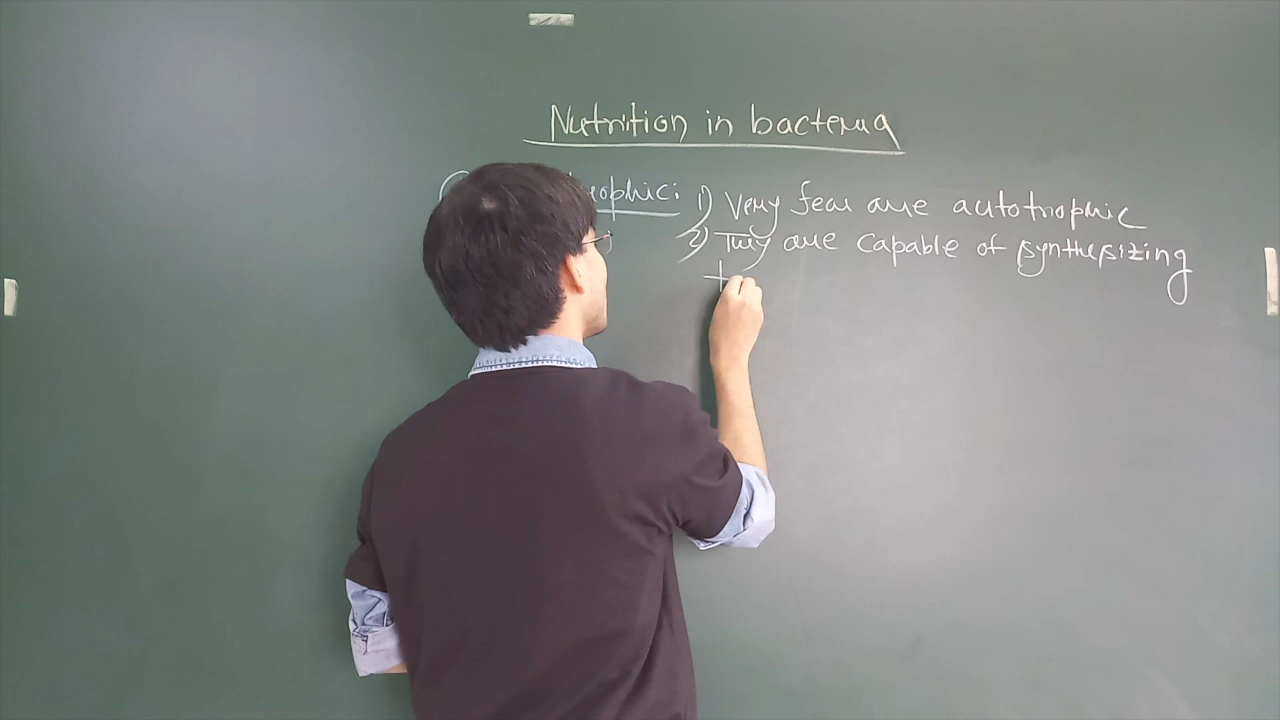 Nutrition in bacteria
1) Very few are autotrophic
2) They are capable of synthesizing